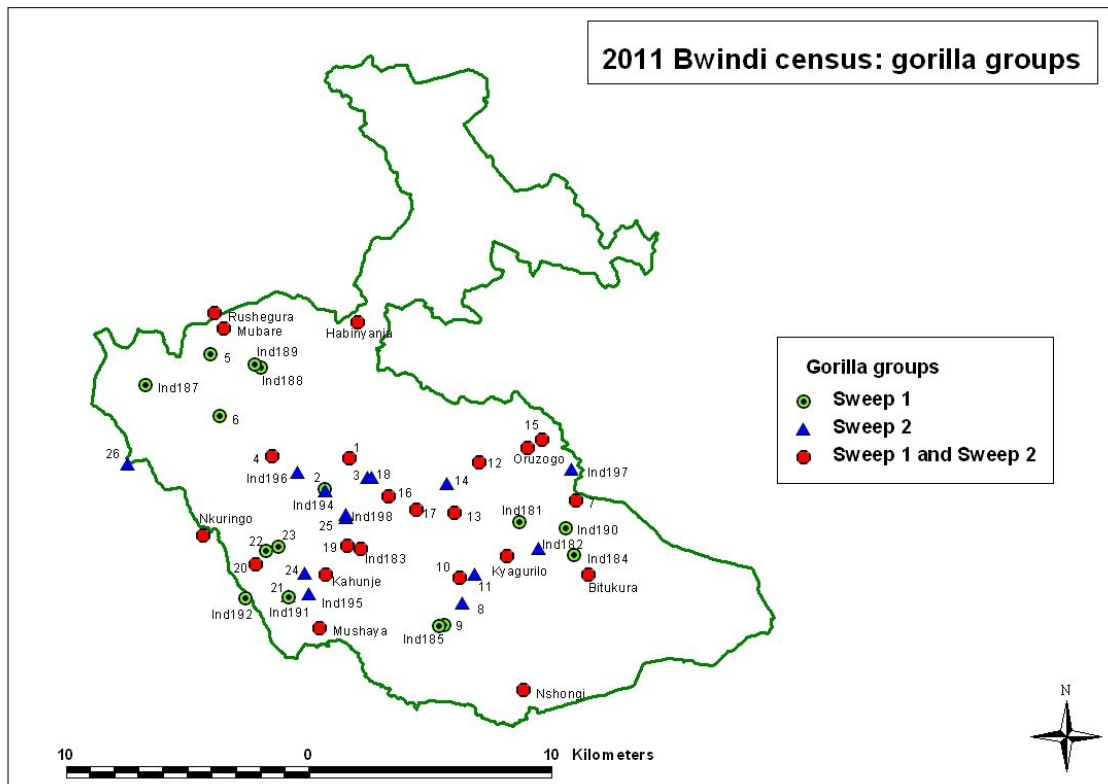 2011 Bwindi census: gorilla groups
Rushegura
Mubare
Habinyanja
5
Ind189
Ind188
Ind187
6
15
Oruzogo
26
4
1
12
Ind196
2
3
18
14
Ind197
Ind194
16
7
17
13
Ind181
Ind198
25
Ind190
Nkuringo
22
23
19
Ind183
Ind182
Ind184
Kyagurilo
20
24
Kahunje
10
11
Bitukura
21
Ind195
Ind192
Ind191
8
Mushaya
Ind185
9
Nshongi
Gorilla groups
Sweep 1
Sweep 2
Sweep 1 and Sweep 2
N
10 0 10 Kilometers